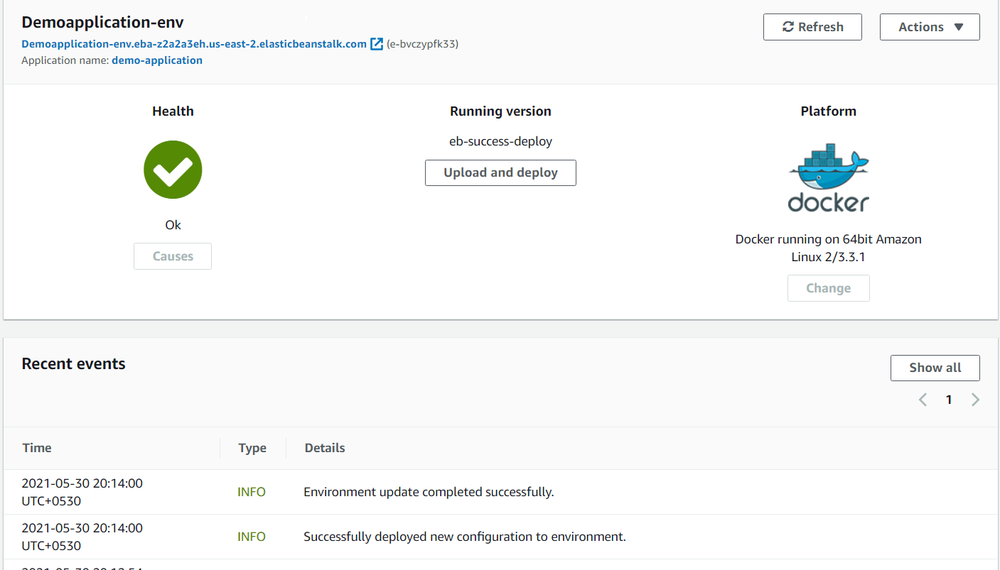 Demoapplication-env
Refresh
Actions
Demoapplication-env.eba-z2a2a3eh.us-east-2.elasticbeanstalk.com (e-bvczypfk33)
Application name: demo-application
Health
Running version
Platform
eb-success-deploy
Upload and deploy
docker
Ok
Causes
Docker running on 64bit Amazon
Linux 2/3.3.1
Change
Recent events
Show all
1
Time Type Details
2021-05-30 20:14:00
UTC+0530
INFO
Environment update completed successfully.
2021-05-30 20:14:00
UTC+0530
INFO
Successfully deployed new configuration to environment.